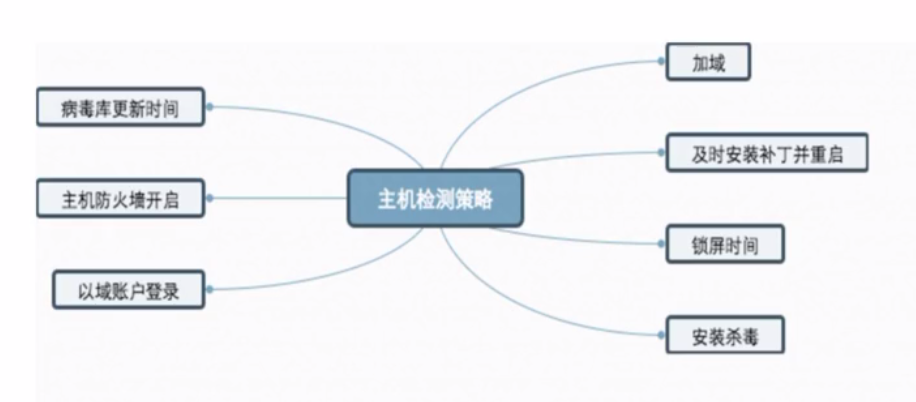 加域
病毒库更新时间
及时安装补丁并重启
主机检测策略
主机防火墙开启
锁屏时间
以域账户登录
安装杀毒